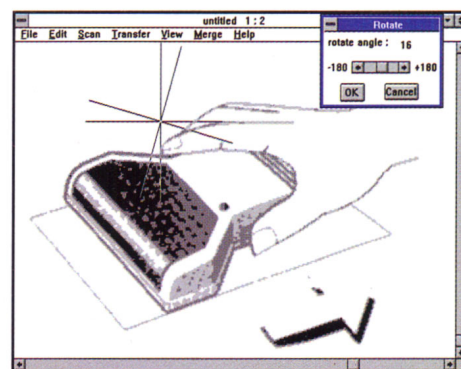 untitled 1 : 2
File Edit Scan Transfer View Merge Help
Rotate
rotate angle : 16
-180 +180
OK Cancel